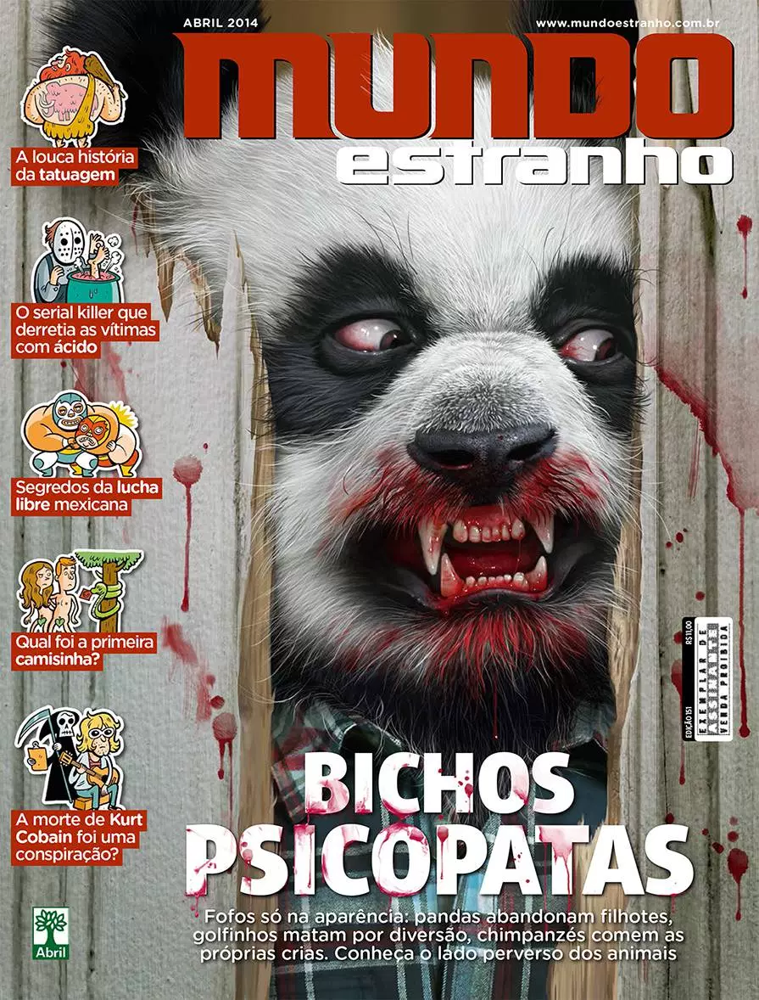 ABRIL 2014
www.mundoestranho.com.br
MUNDO
estranho
A louca história
da tatuagem
O serial killer que
derretia as vítimas
com ácido
Segredos da lucha
libre mexicana
Qual foi a primeira
camisinha?
A morte de Kurt
Cobain foi uma
conspiração?
EDIÇÃO 151
R$ 11,00
EXEMPLAR DE
ASSINANTE
VENDA PROIBIDA
BICHOS
PSICOPATAS
Fofos só na aparência: pandas abandonam filhotes,
golfinhos matam por diversão, chimpanzés comem as
próprias crias. Conheça o lado perverso dos animais
Abril